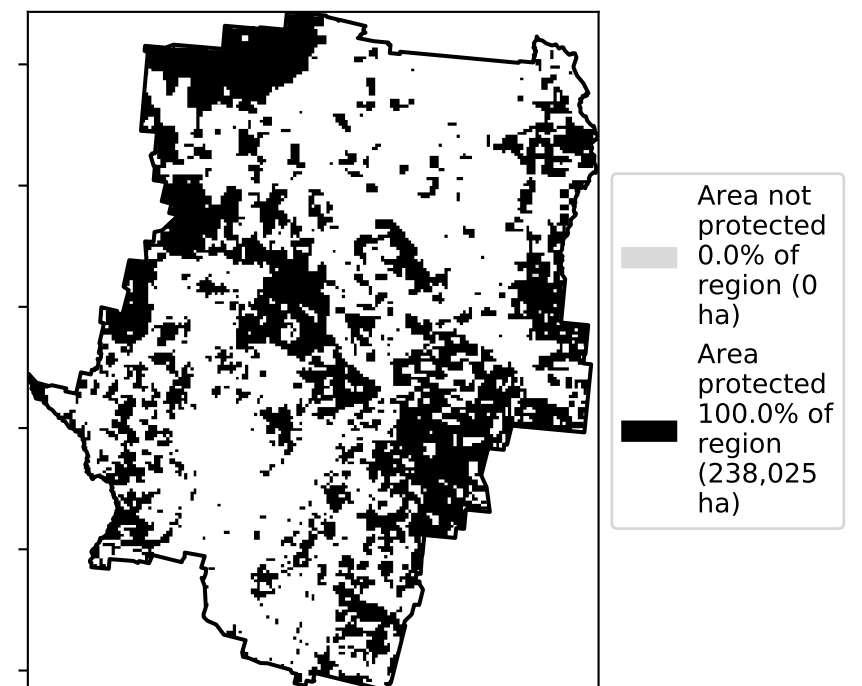 Area not
protected
0.0% of
region (0
ha)
Area
protected
100.0% of
region
(238,025
ha)